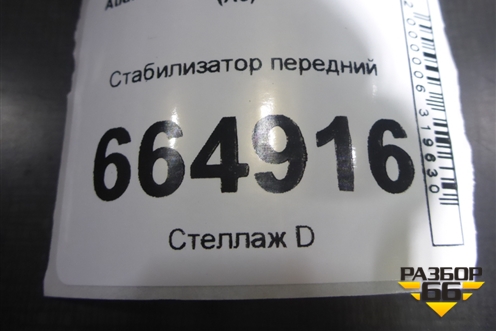 Стабилизатор передний
664916
Стеллаж D
2000006319630
РАЗБОР
66